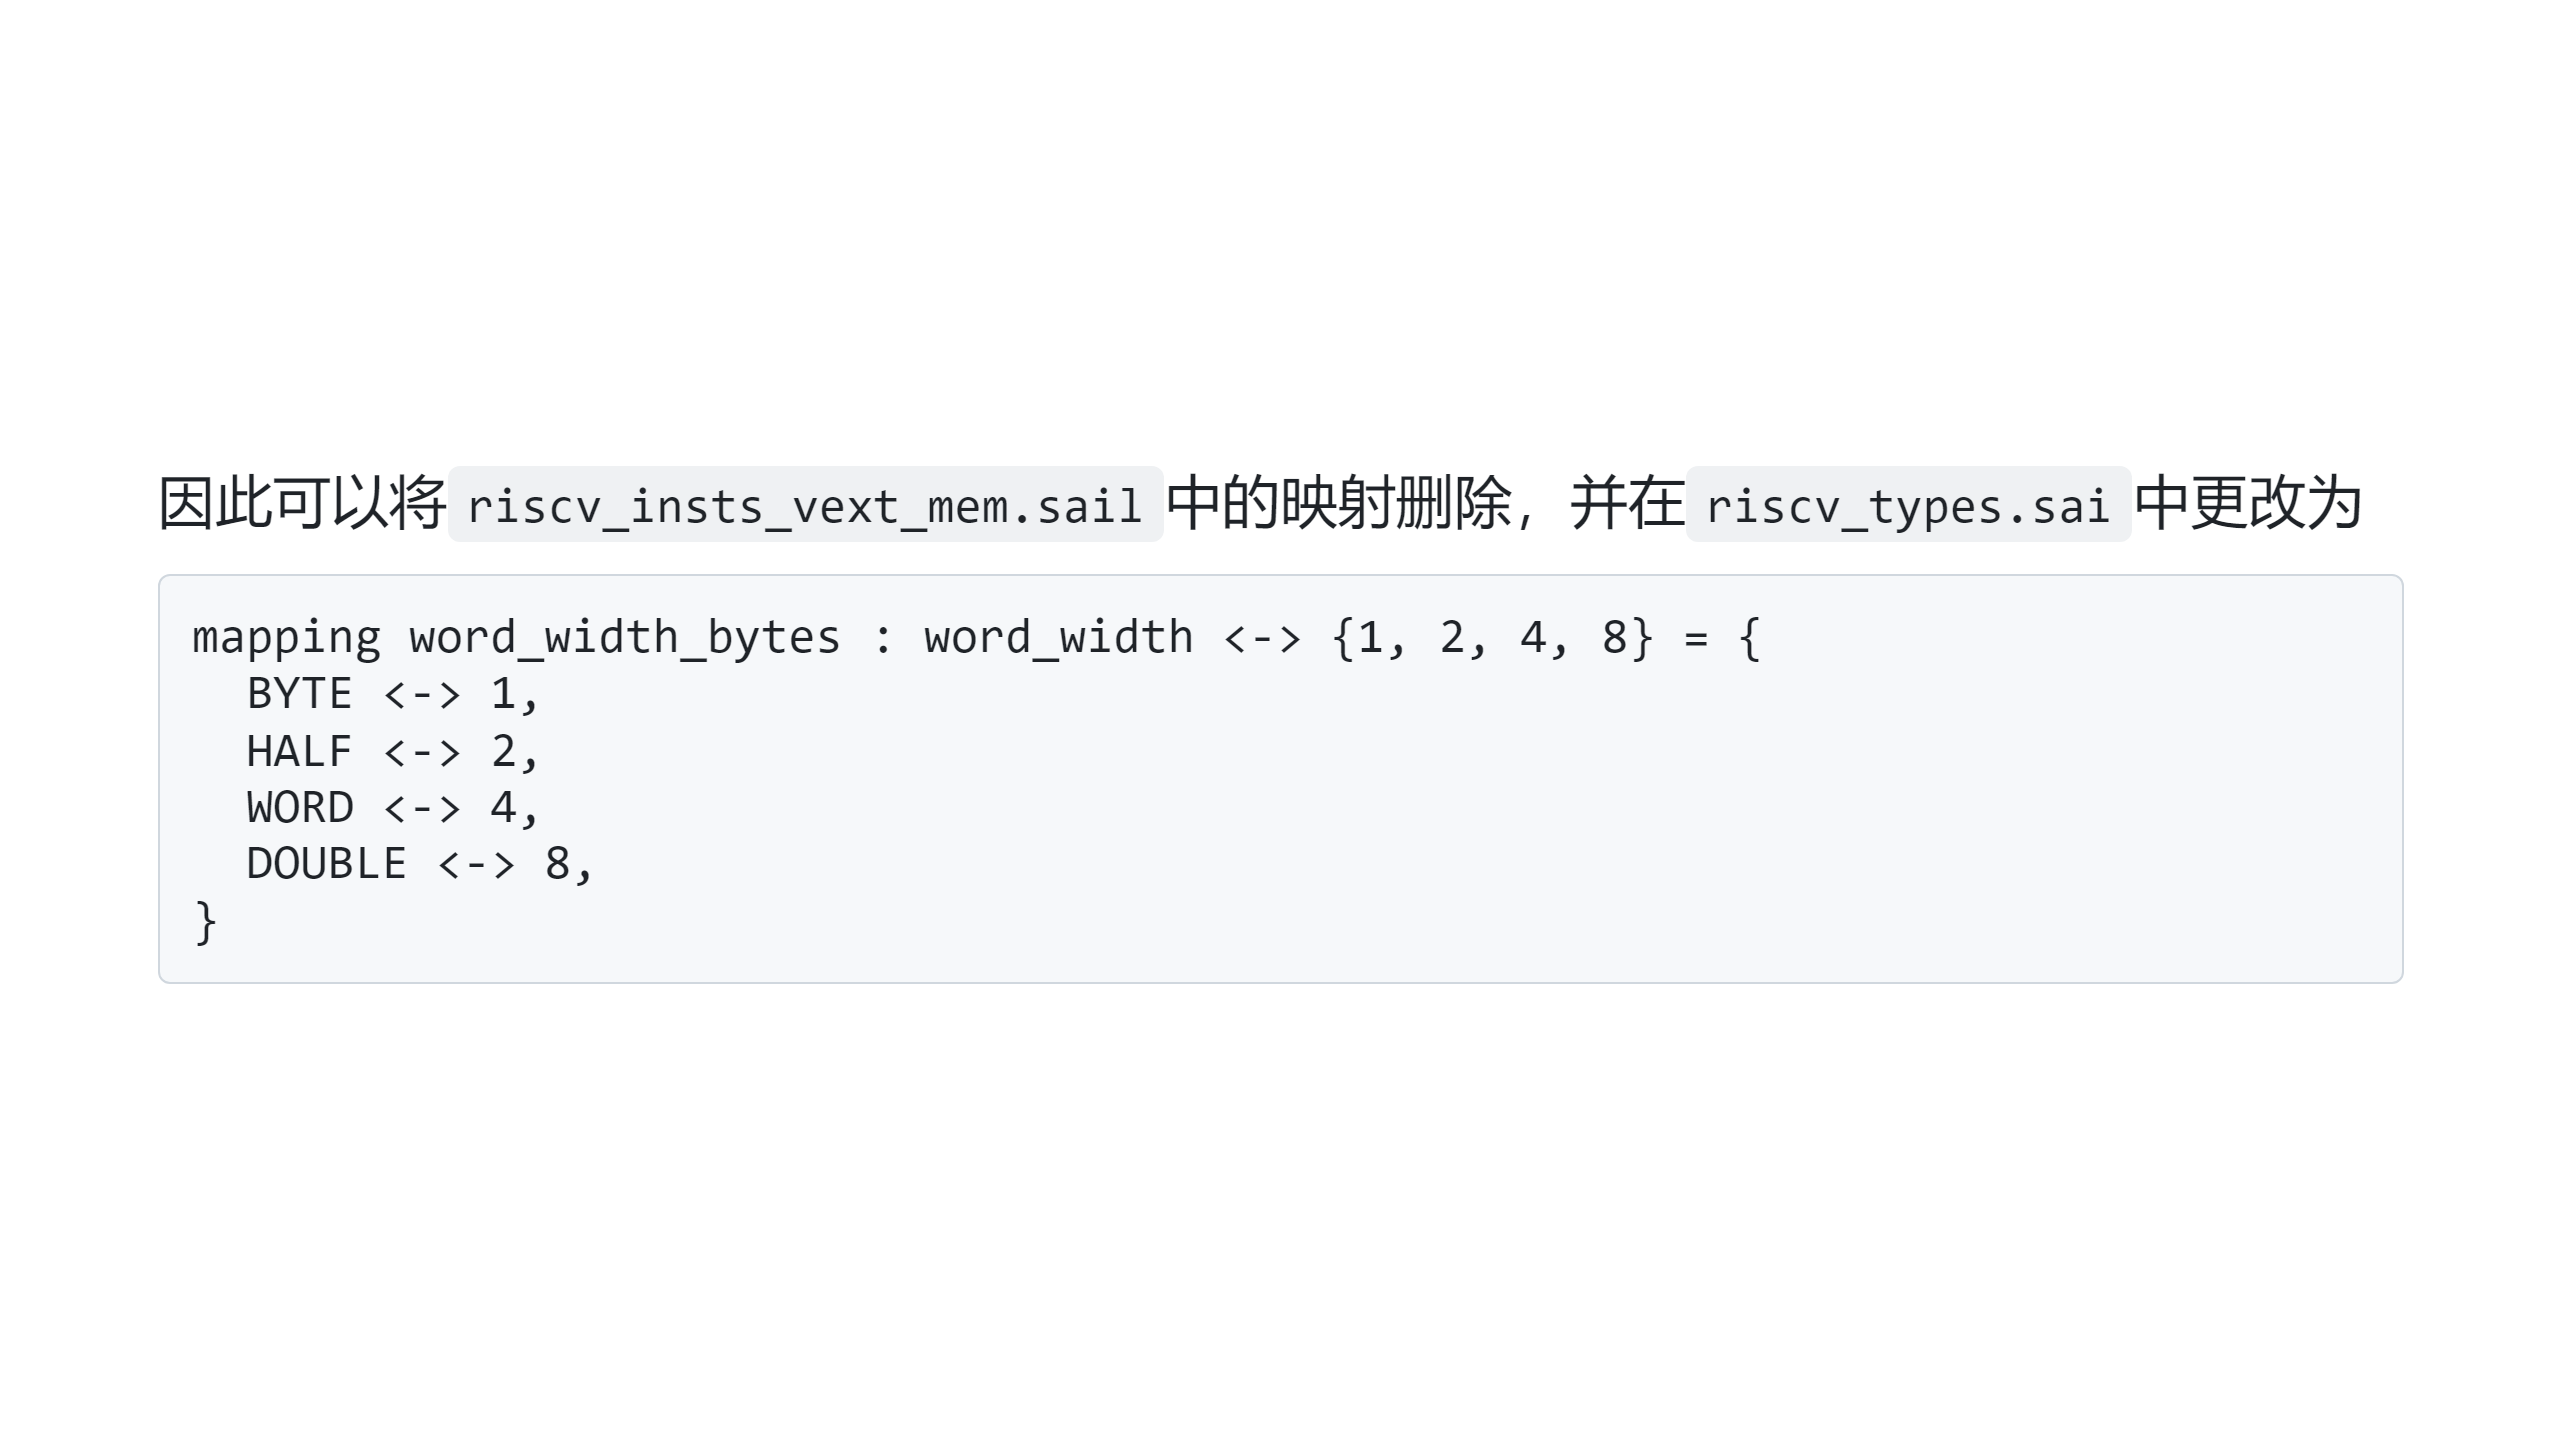 因此可以将riscv_insts_vext_mem.sail中的映射删除，并在riscv_types.sai中更改为
mapping word_width_bytes : word_width <-> {1, 2, 4, 8} = {
  BYTE <-> 1,
  HALF <-> 2,
  WORD <-> 4,
  DOUBLE <-> 8,
}